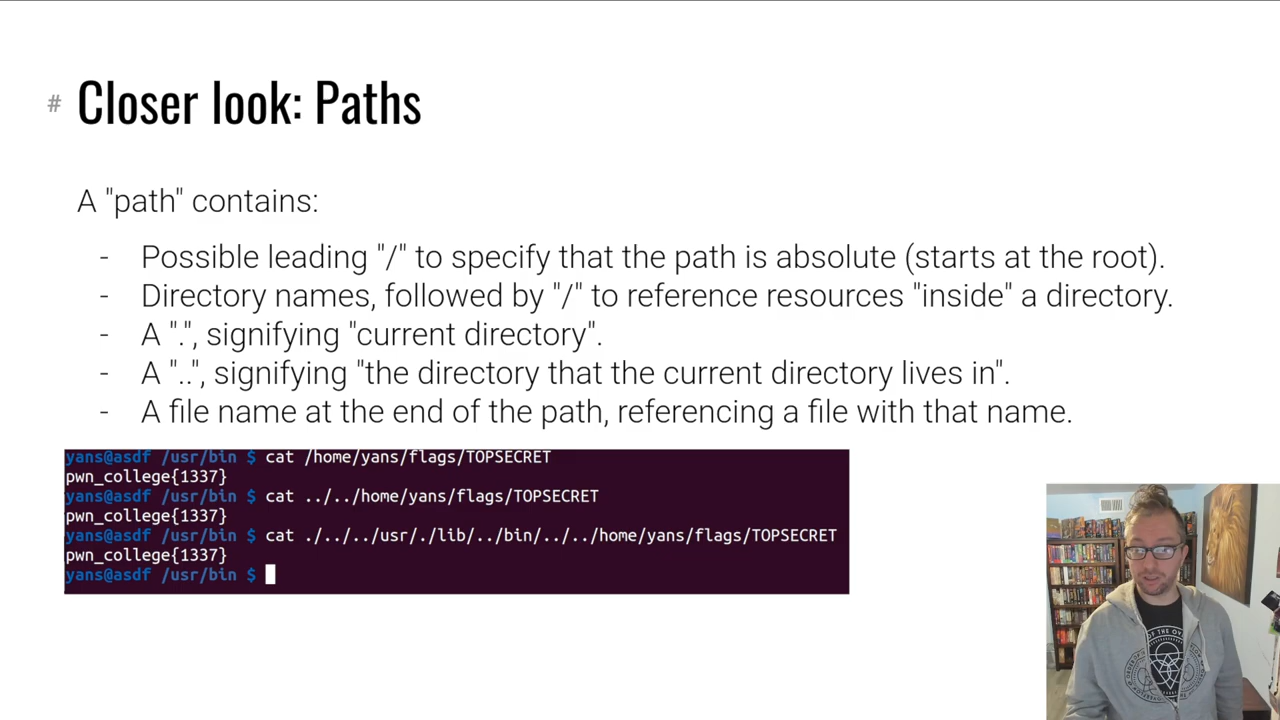 # Closer look: Paths
A "path" contains:
- Possible leading "/" to specify that the path is absolute (starts at the root).
- Directory names, followed by "/" to reference resources "inside" a directory.
- A ".", signifying "current directory".
- A "..", signifying "the directory that the current directory lives in".
- A file name at the end of the path, referencing a file with that name.
yans@asdf /usr/bin $ cat /home/yans/flags/TOPSECRET
pwn_college{1337}
yans@asdf /usr/bin $ cat ../../home/yans/flags/TOPSECRET
pwn_college{1337}
yans@asdf /usr/bin $ cat ./../../usr/./lib/../bin/../../home/yans/flags/TOPSECRET
pwn_college{1337}
yans@asdf /usr/bin $